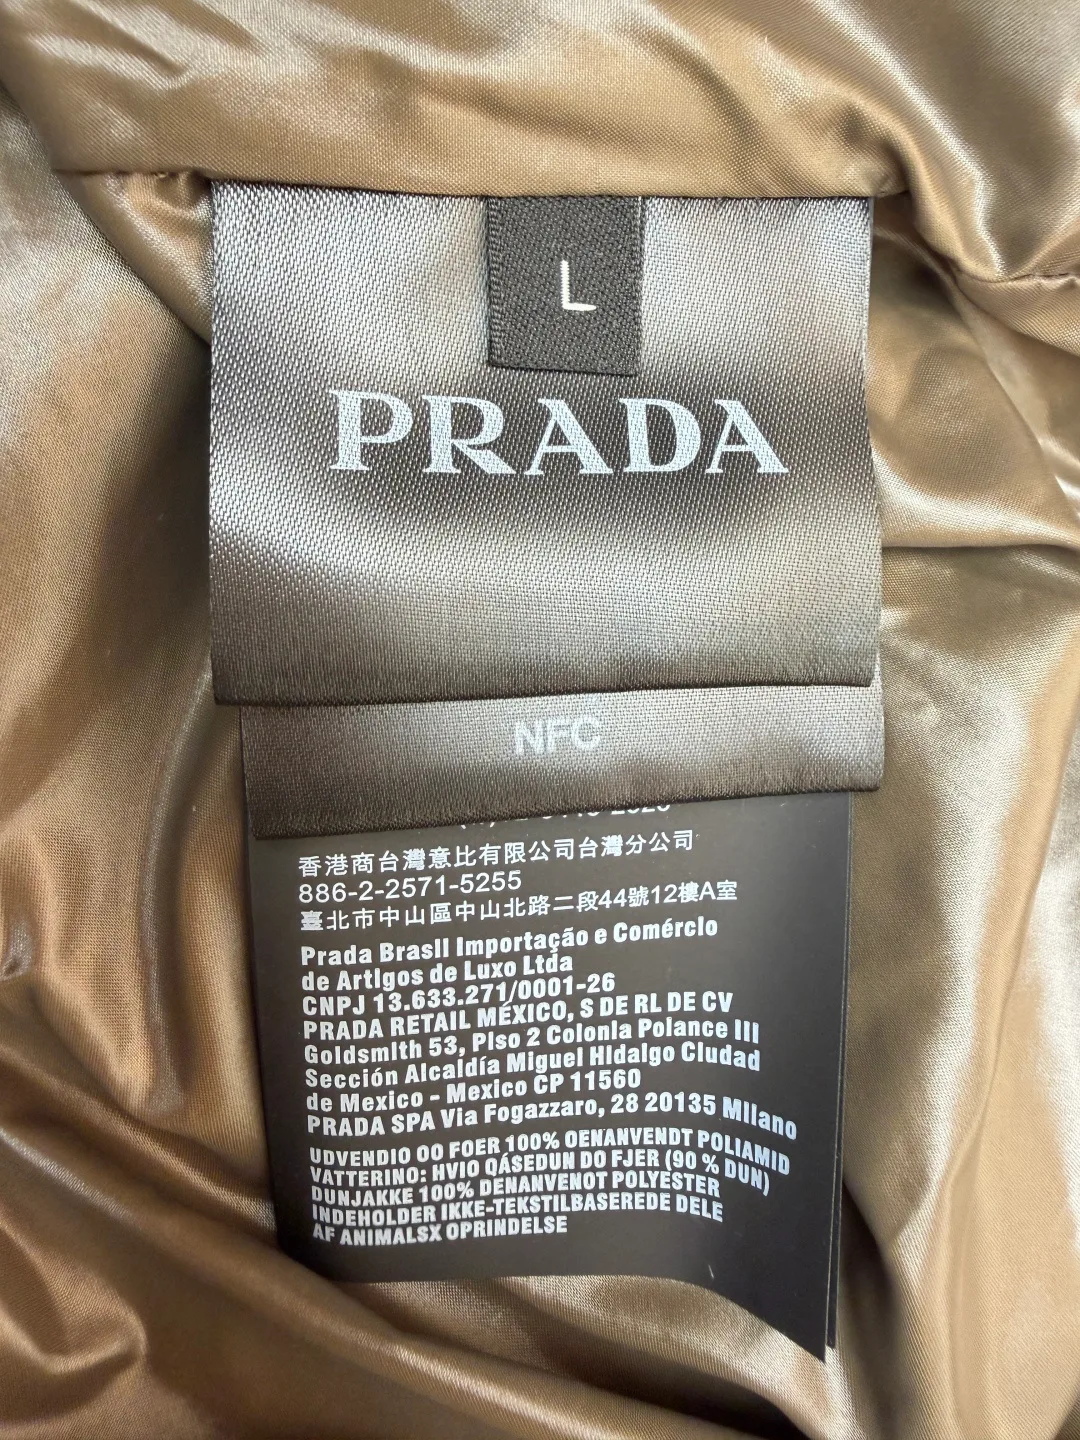 L
PRADA
NFC
香港商台灣意比有限公司台灣分公司
886-2-2571-5255
臺北市中山區中山北路二段44號12樓A室
Prada BrasIl Importação e ComércIo
de ArtIgos de Luxo Ltda
CNPJ 13.633.271/0001-26
PRADA RETAIL MÉXICO, S DE RL DE CV
GoldsmIth 53, PIso 2 ColonIa Polance III
Sección Alcaldía Miguel HIdalgo CIudad
de Mexico - Mexico CP 11560
PRADA SPA Via Fogazzaro, 28 20135 MIlano
UDVENDIO OO FOER 100% OENANVENDT POLIAMID
VATTERINO: HVIO QÁSEDUN DO FJER (90 % DUN)
DUNJAKKE 100% DENANVENOT POLYESTER
INDEHOLDER IKKE-TEKSTILBASEREDE DELE
AF ANIMALSX OPRINDELSE